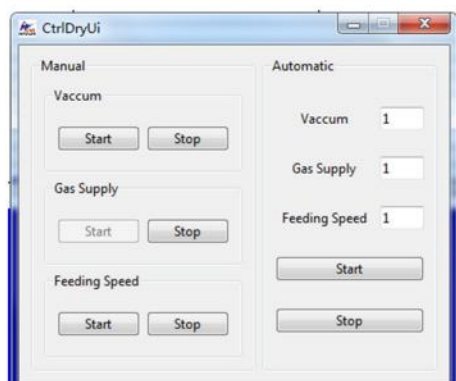 CtrlDryUi
Manual
Vaccum
Start Stop
Gas Supply
Start Stop
Feeding Speed
Start Stop
Automatic
Vaccum 1
Gas Supply 1
Feeding Speed 1
Start
Stop